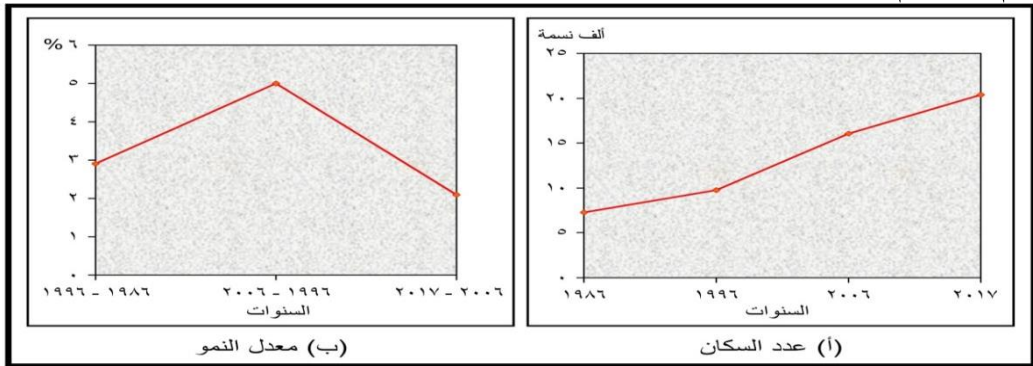 ألف نسمة
٢٥
٢٠
١٥
١٠
٥
٠
١٩٨٦ ١٩٩٦ ٢٠٠٦ ٢٠١٧
السنوات
(أ) عدد السكان
% ٦
٥
٤
٣
٢
١
٠
١٩٨٦ - ١٩٩٦ ١٩٩٦ - ٢٠٠٦ ٢٠٠٦ - ٢٠١٧
السنوات
(ب) معدل النمو